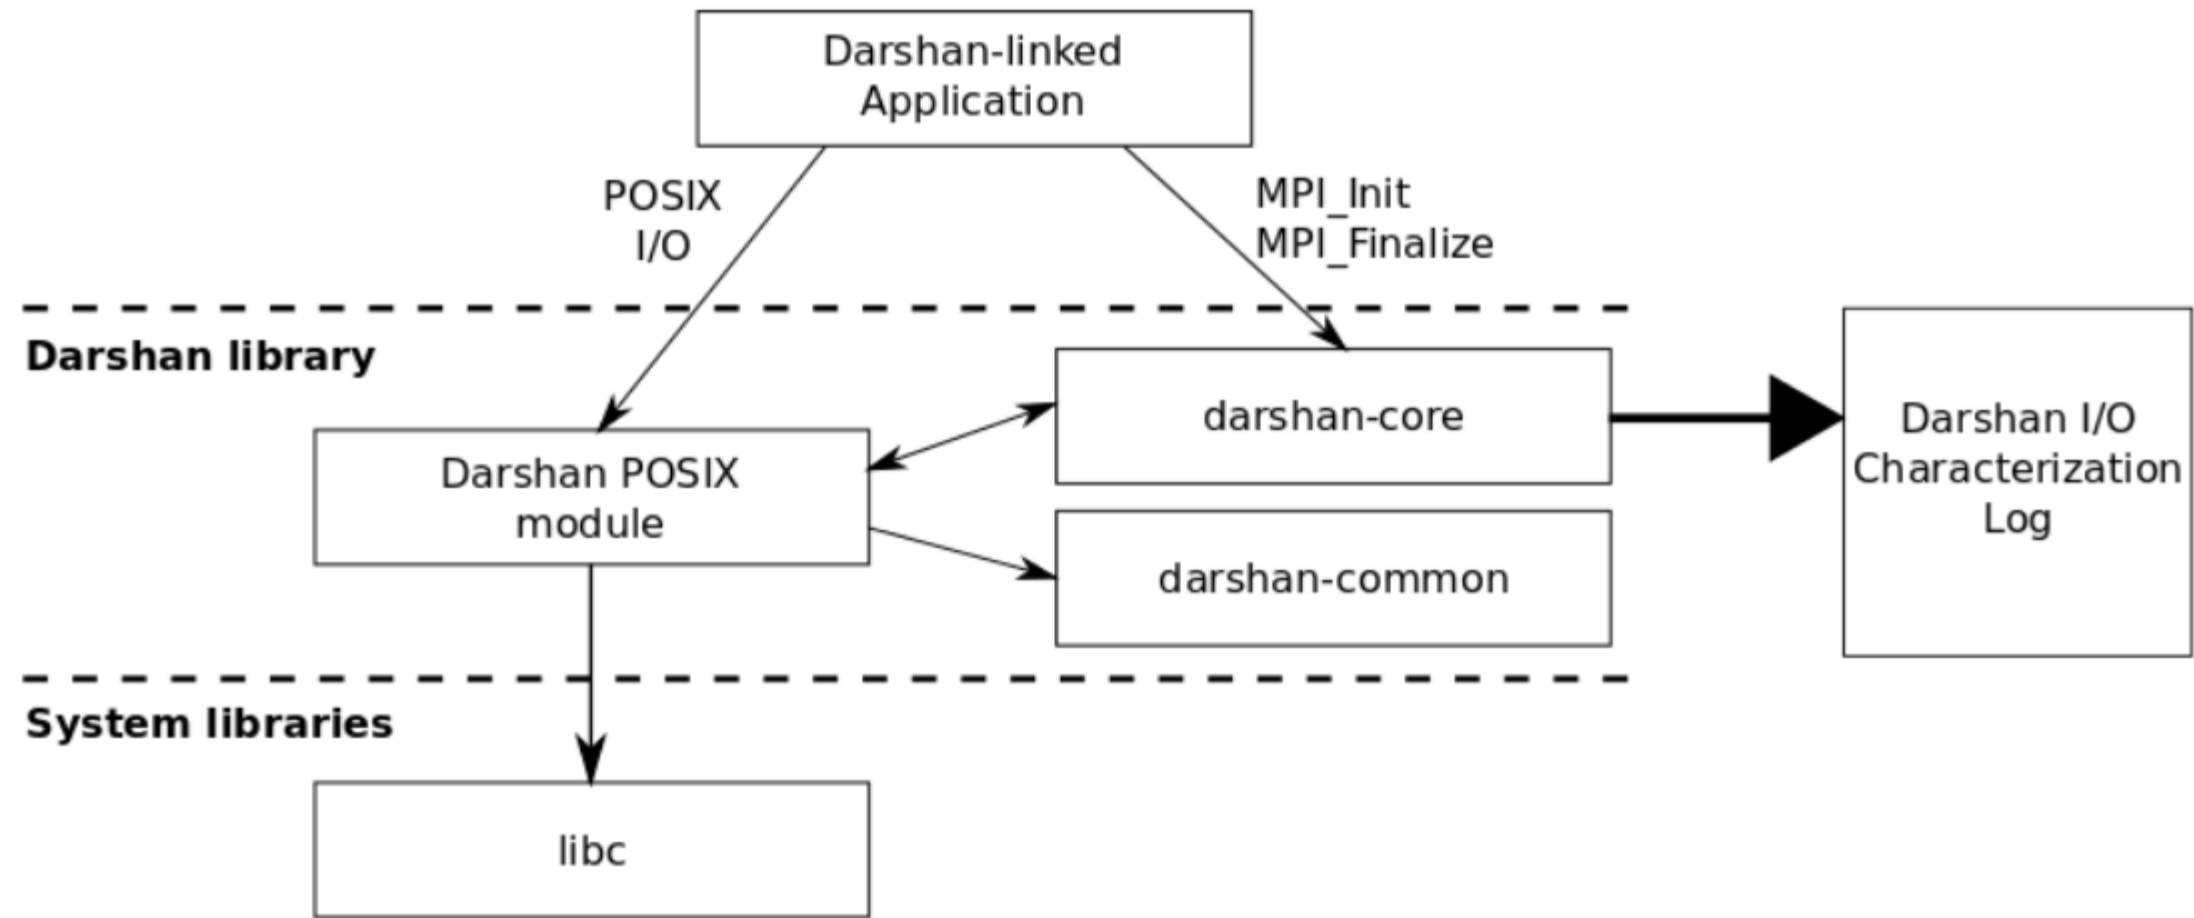 Darshan-linked
Application
POSIX
I/O
MPI_Init
MPI_Finalize
Darshan library
darshan-core
Darshan POSIX
module
darshan-common
Darshan I/O
Characterization
Log
System libraries
libc